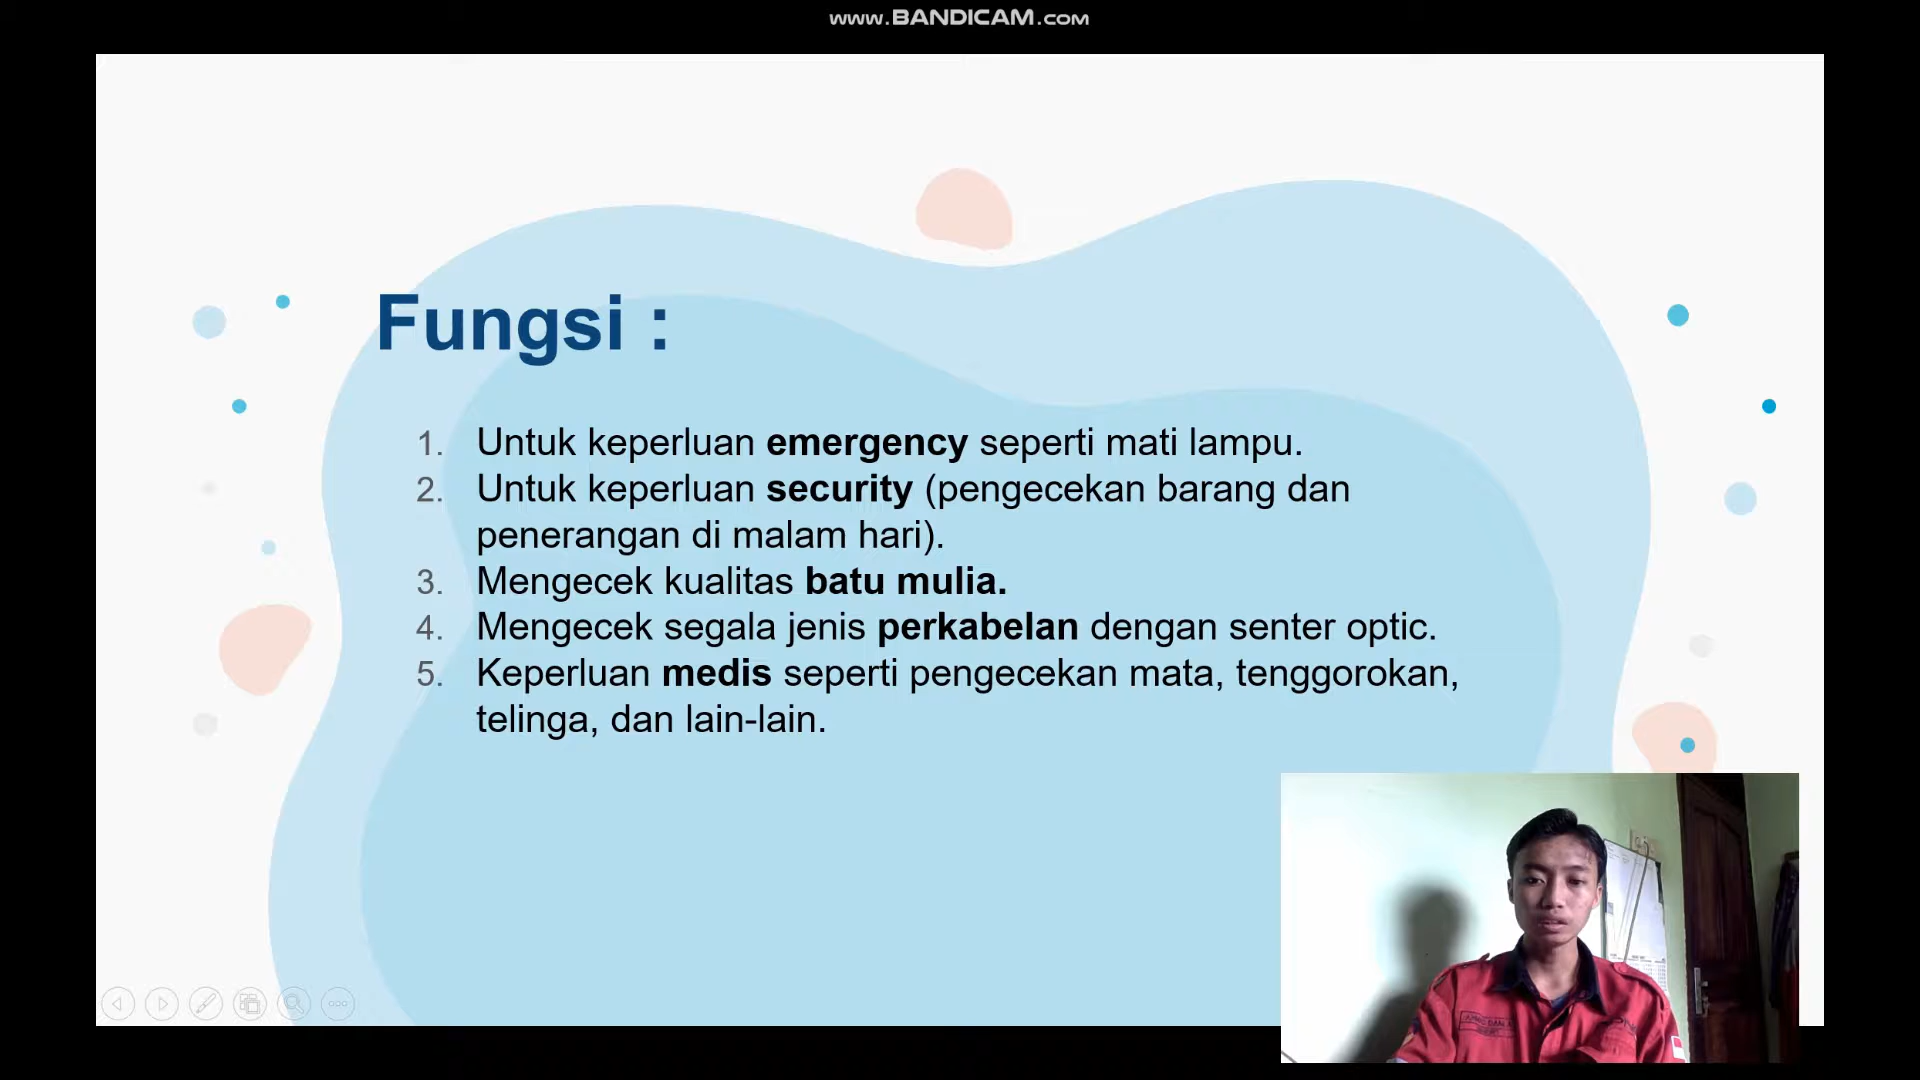 www.BANDICAM.com
Fungsi :
1. Untuk keperluan emergency seperti mati lampu.
2. Untuk keperluan security (pengecekan barang dan
penerangan di malam hari).
3. Mengecek kualitas batu mulia.
4. Mengecek segala jenis perkabelan dengan senter optic.
5. Keperluan medis seperti pengecekan mata, tenggorokan,
telinga, dan lain-lain.